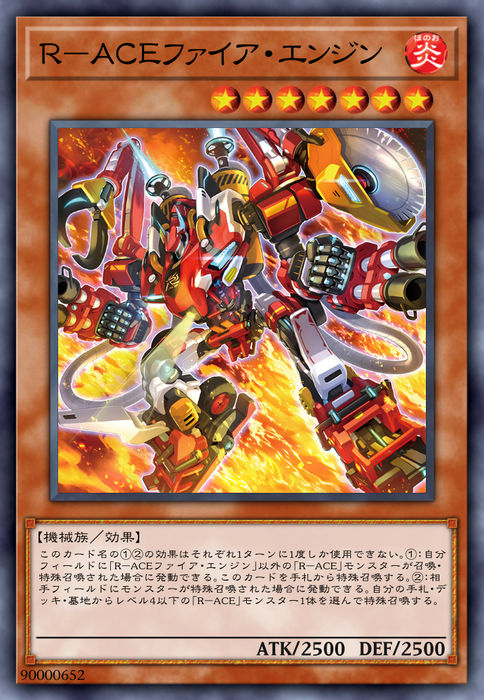 R－ACEファイア・エンジン
ほのお
炎
【機械族／効果】
このカード名の①②の効果はそれぞれ1ターンに1度しか使用できない。①：自分
フィールドに「R－ACEファイア・エンジン」以外の「R－ACE」モンスターが召喚・
特殊召喚された場合に発動できる。このカードを手札から特殊召喚する。②：相
手フィールドにモンスターが特殊召喚された場合に発動できる。自分の手札・デ
ッキ・墓地からレベル4以下の「R－ACE」モンスター1体を選んで特殊召喚する。
ATK/2500 DEF/2500
90000652